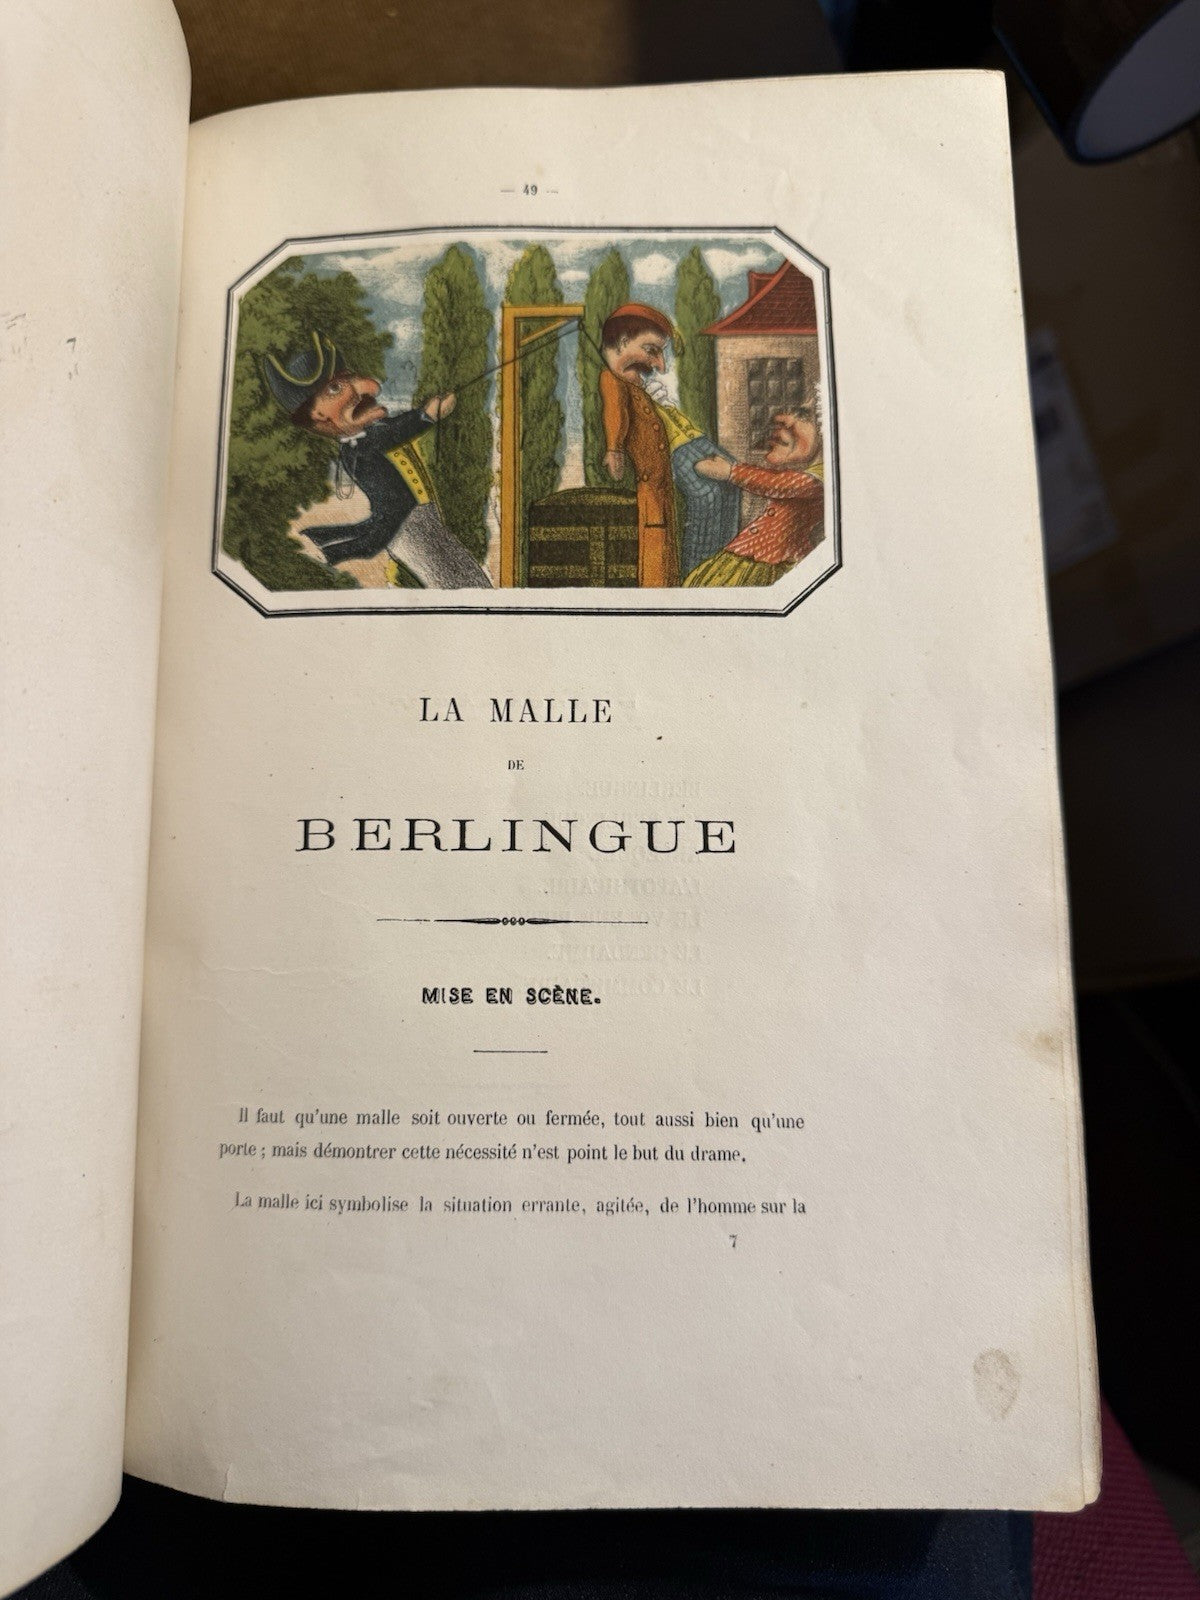 — 49 —
LA MALLE
DE
BERLINGUE
MISE EN SCÈNE.
Il faut qu'une malle soit ouverte ou fermée, tout aussi bien qu'une
porte ; mais démontrer cette nécessité n'est point le but du drame.
La malle ici symbolise la situation errante, agitée, de l'homme sur la
7